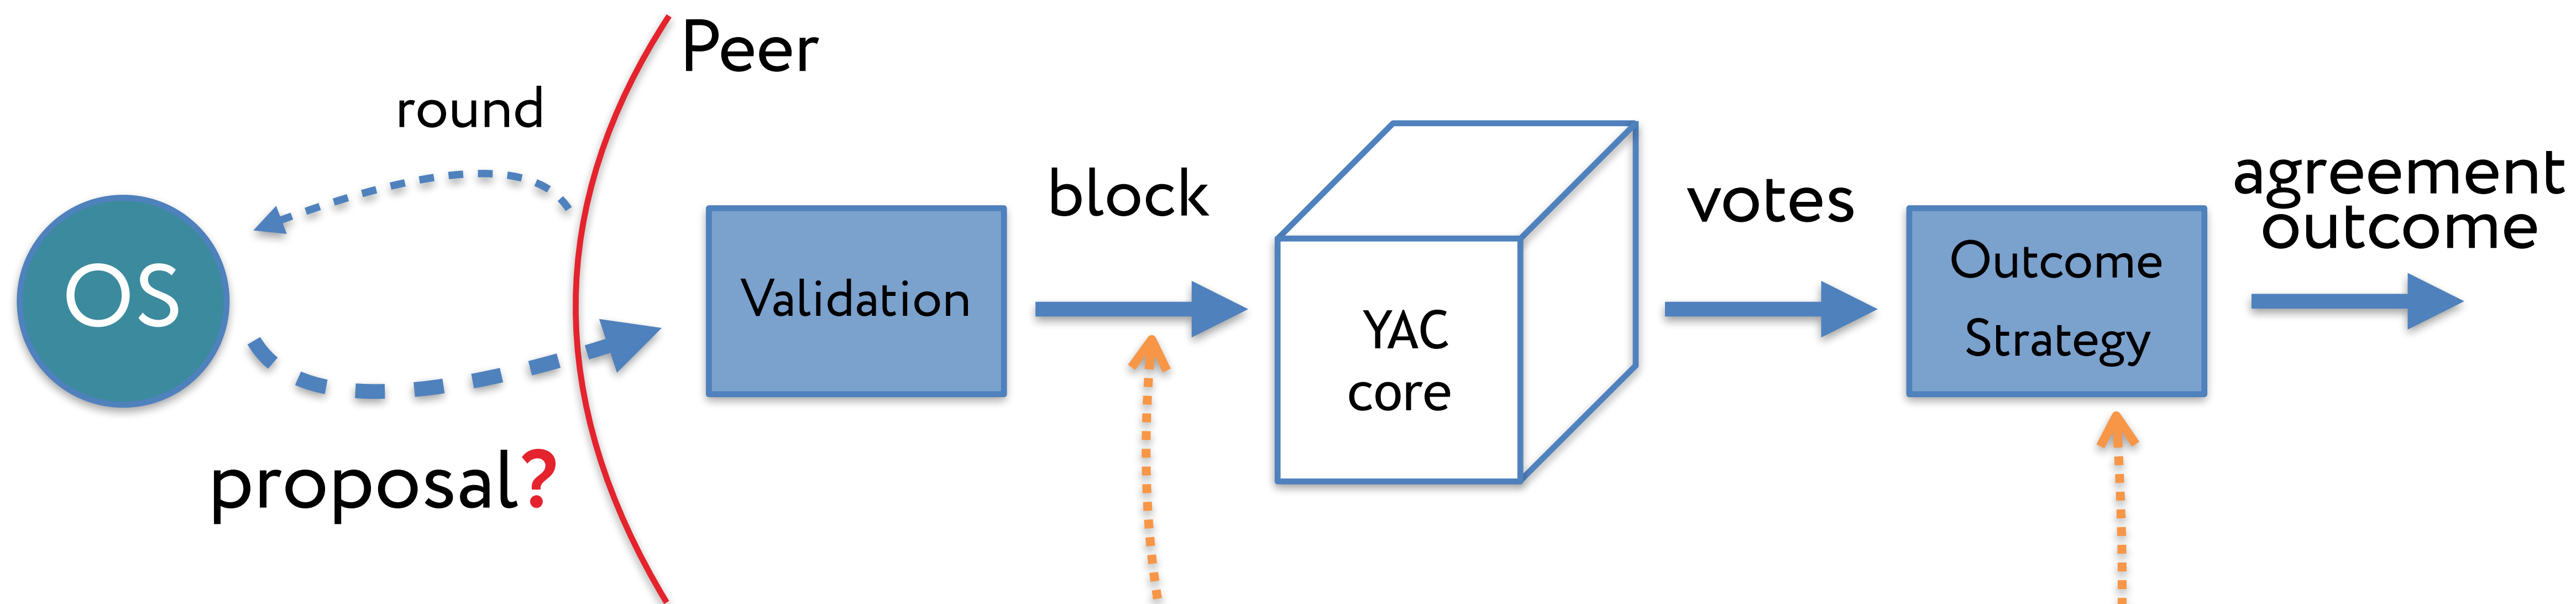 Peer
round
OS
proposal?
Validation
block
YAC
core
votes
Outcome
Strategy
agreement
outcome